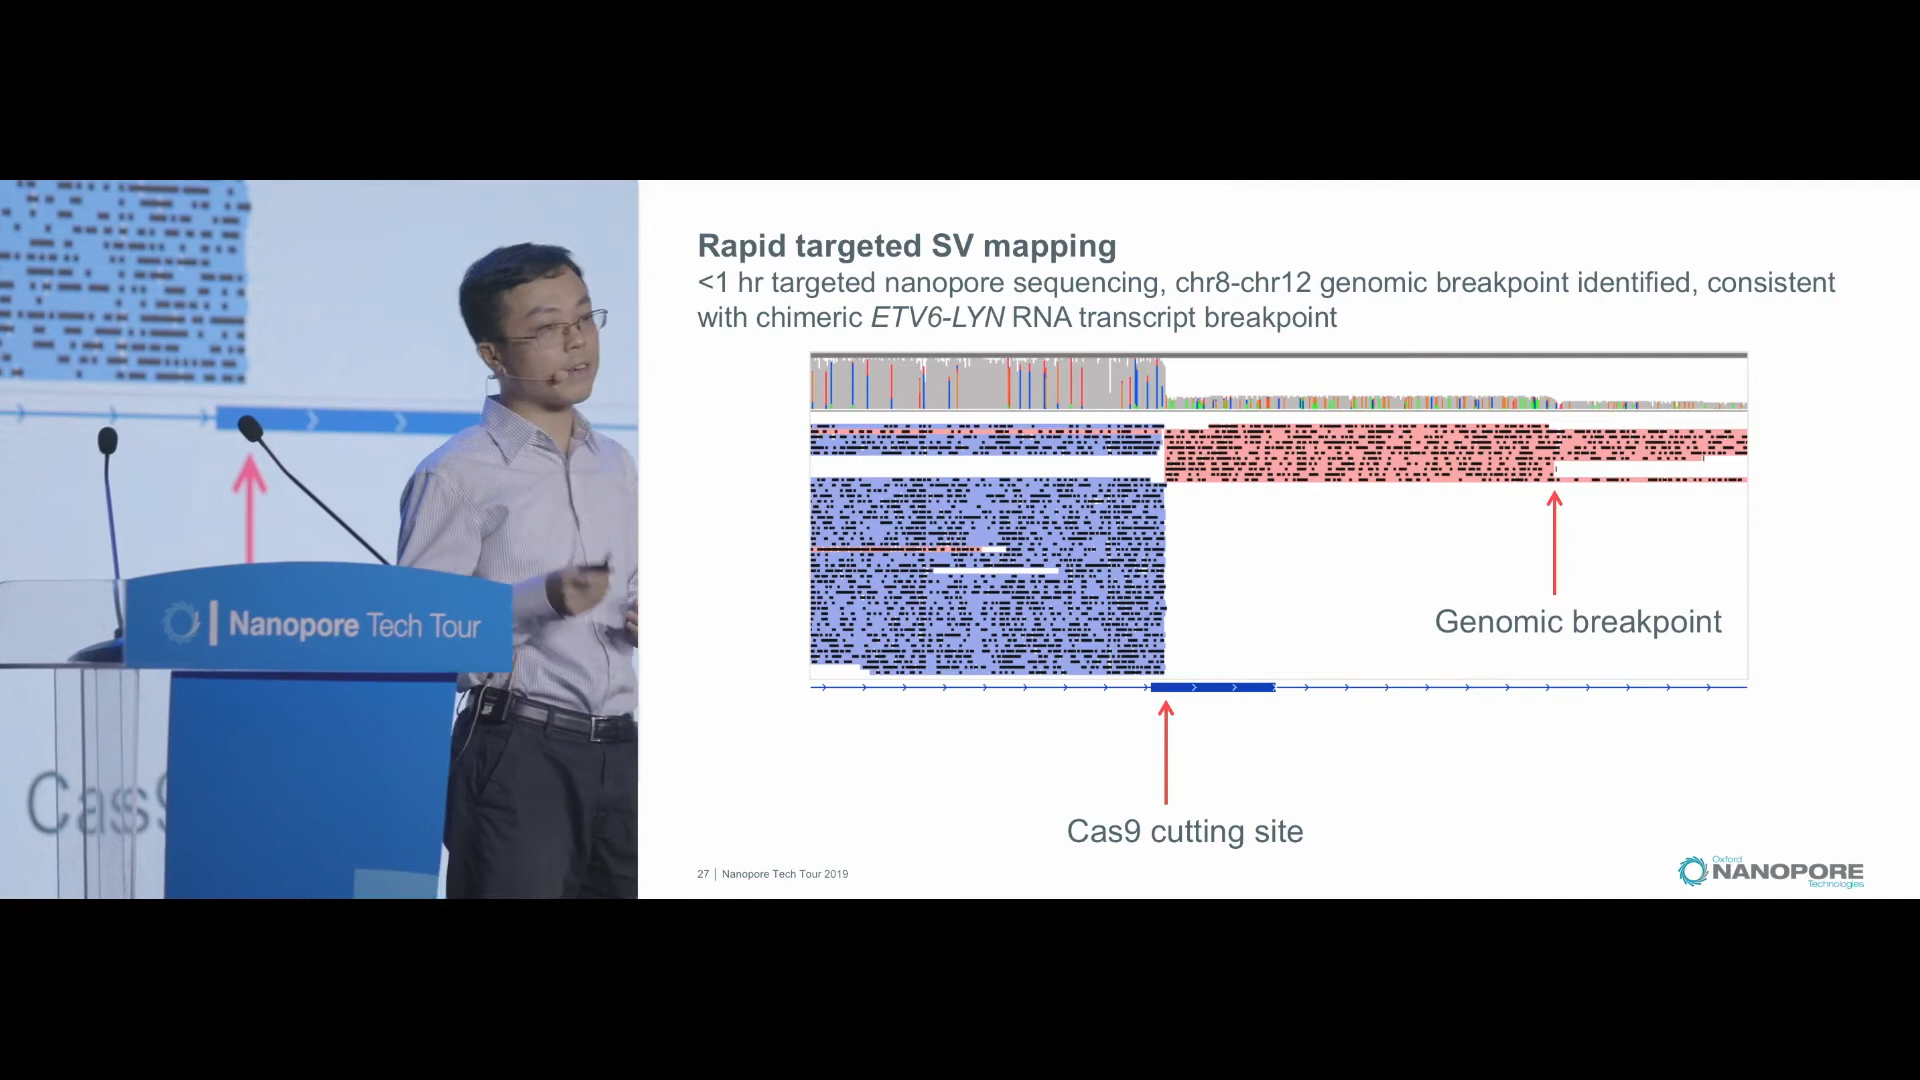 Rapid targeted SV mapping
<1 hr targeted nanopore sequencing, chr8-chr12 genomic breakpoint identified, consistent
with chimeric ETV6-LYN RNA transcript breakpoint
Genomic breakpoint
Nanopore Tech Tour
Cas9
Cas9 cutting site
27 | Nanopore Tech Tour 2019
Oxford
NANOPORE
Technologies